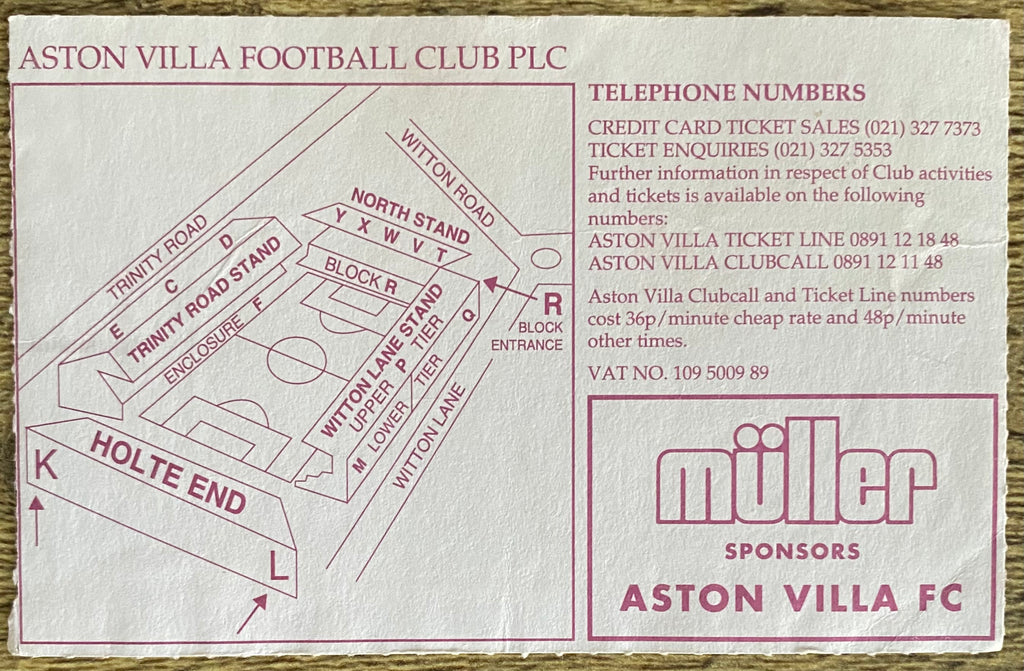 ASTON VILLA FOOTBALL CLUB PLC
TRINITY ROAD
WITTON ROAD
NORTH STAND
Y X W V T
E C D
TRINITY ROAD STAND
ENCLOSURE F
BLOCK R
WITTON LANE STAND
UPPER P TIER
M LOWER TIER Q
WITTON LANE
R
BLOCK
ENTRANCE
K
HOLTE END
L
TELEPHONE NUMBERS
CREDIT CARD TICKET SALES (021) 327 7373
TICKET ENQUIRIES (021) 327 5353
Further information in respect of Club activities
and tickets is available on the following
numbers:
ASTON VILLA TICKET LINE 0891 12 18 48
ASTON VILLA CLUBCALL 0891 12 11 48
Aston Villa Clubcall and Ticket Line numbers
cost 36p/minute cheap rate and 48p/minute
other times.
VAT NO. 109 5009 89
müller
SPONSORS
ASTON VILLA FC